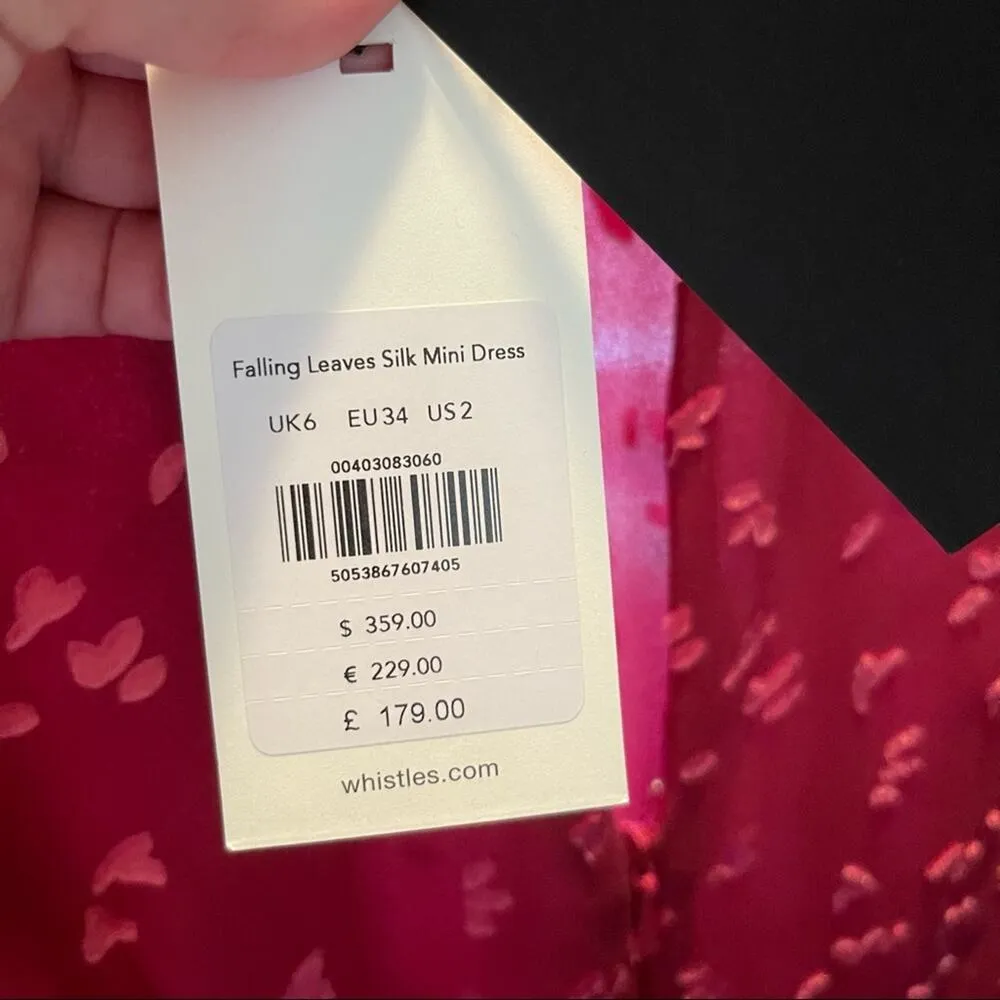 Falling Leaves Silk Mini Dress
UK6 EU34 US2
00403083060
5053867607405
$ 359.00
€ 229.00
£ 179.00
whistles.com